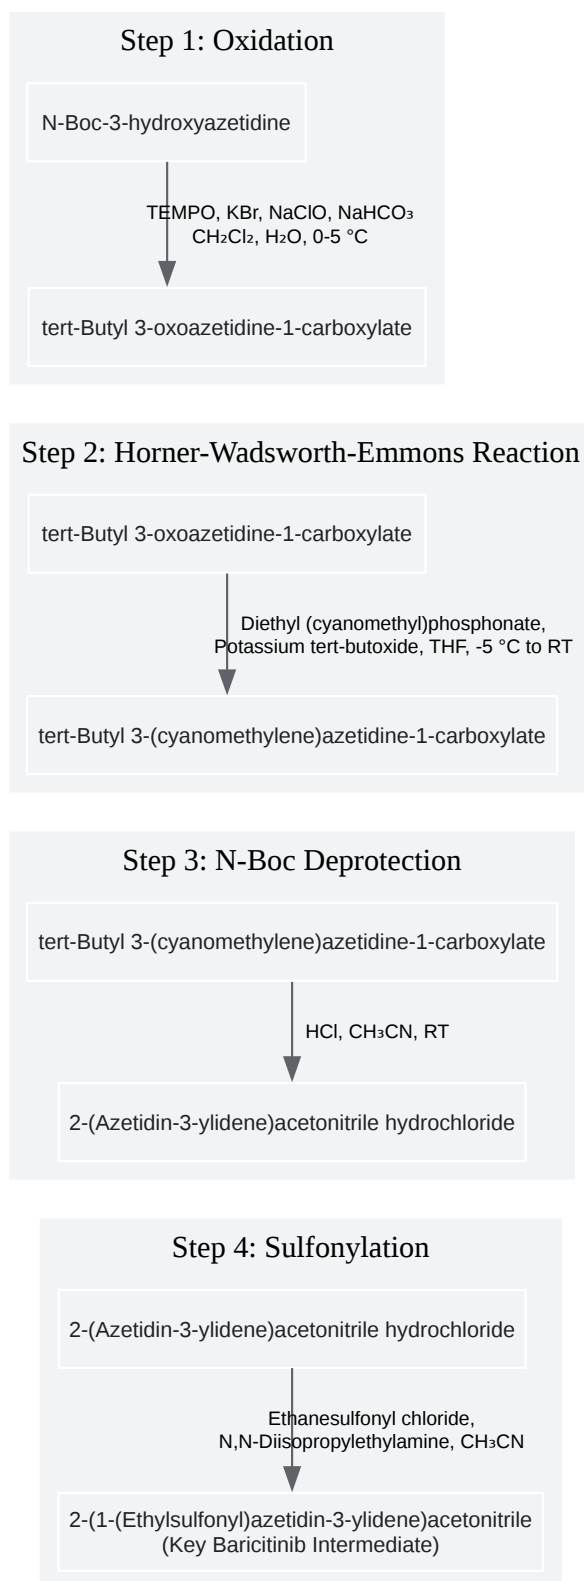 Step 1: Oxidation
N-Boc-3-hydroxyazetidine
TEMPO, KBr, NaClO, NaHCO₃
CH₂Cl₂, H₂O, 0-5 °C
tert-Butyl 3-oxoazetidine-1-carboxylate
Step 2: Horner-Wadsworth-Emmons Reaction
tert-Butyl 3-oxoazetidine-1-carboxylate
Diethyl (cyanomethyl)phosphonate,
Potassium tert-butoxide, THF, -5 °C to RT
tert-Butyl 3-(cyanomethylene)azetidine-1-carboxylate
Step 3: N-Boc Deprotection
tert-Butyl 3-(cyanomethylene)azetidine-1-carboxylate
HCl, CH₃CN, RT
2-(Azetidin-3-ylidene)acetonitrile hydrochloride
Step 4: Sulfonylation
2-(Azetidin-3-ylidene)acetonitrile hydrochloride
Ethanesulfonyl chloride,
N,N-Diisopropylethylamine, CH₃CN
2-(1-(Ethylsulfonyl)azetidin-3-ylidene)acetonitrile
(Key Baricitinib Intermediate)